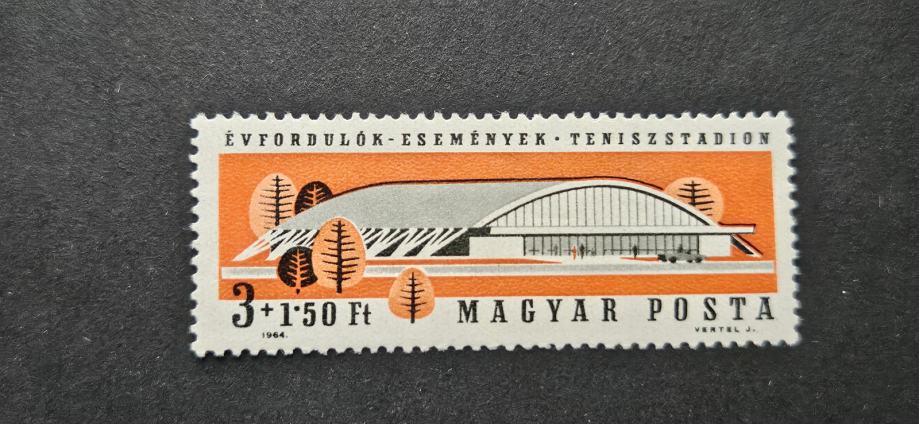 ÉVFORDULÓK-ESEMÉNYEK·TENISZSTADION
3+1·50 Ft MAGYAR POSTA
1964. VERTEL J.